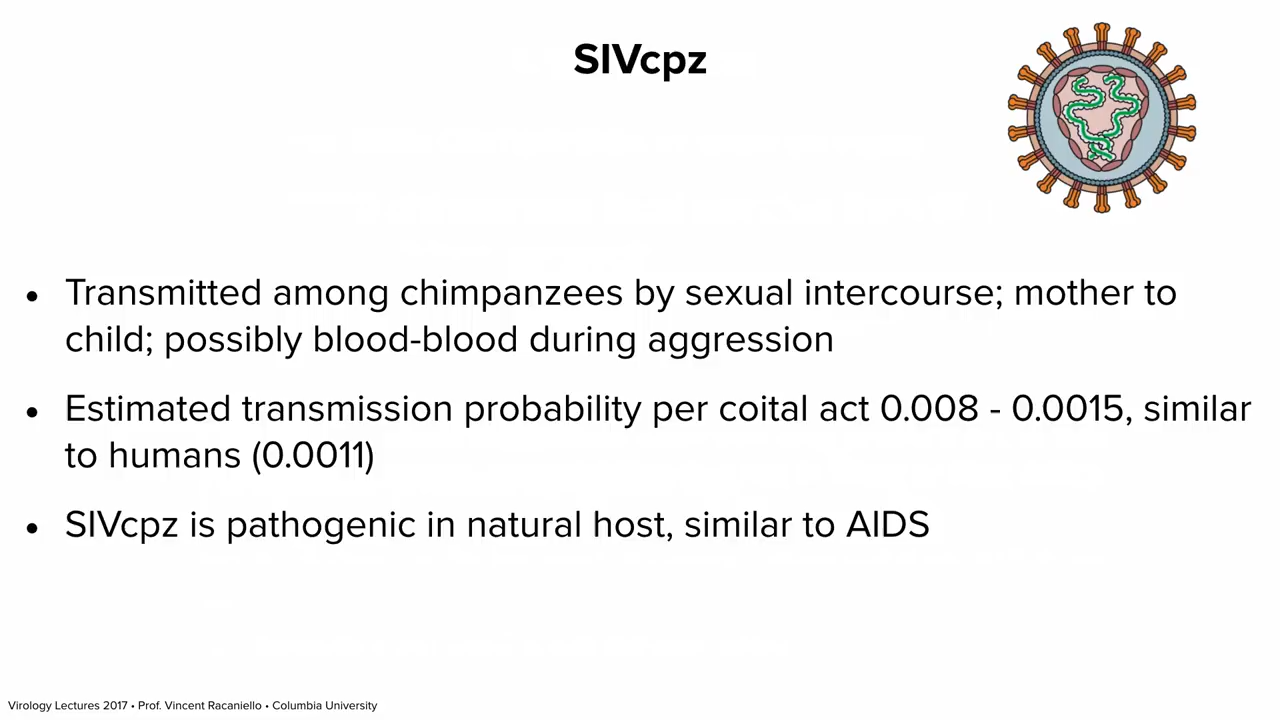 SIVcpz
• Transmitted among chimpanzees by sexual intercourse; mother to
child; possibly blood-blood during aggression
• Estimated transmission probability per coital act 0.008 - 0.0015, similar
to humans (0.0011)
• SIVcpz is pathogenic in natural host, similar to AIDS
Virology Lectures 2017 • Prof. Vincent Racaniello • Columbia University